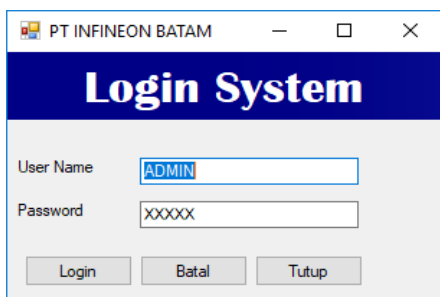 PT INFINEON BATAM
Login System
User Name ADMIN
Password XXXXX
Login Batal Tutup